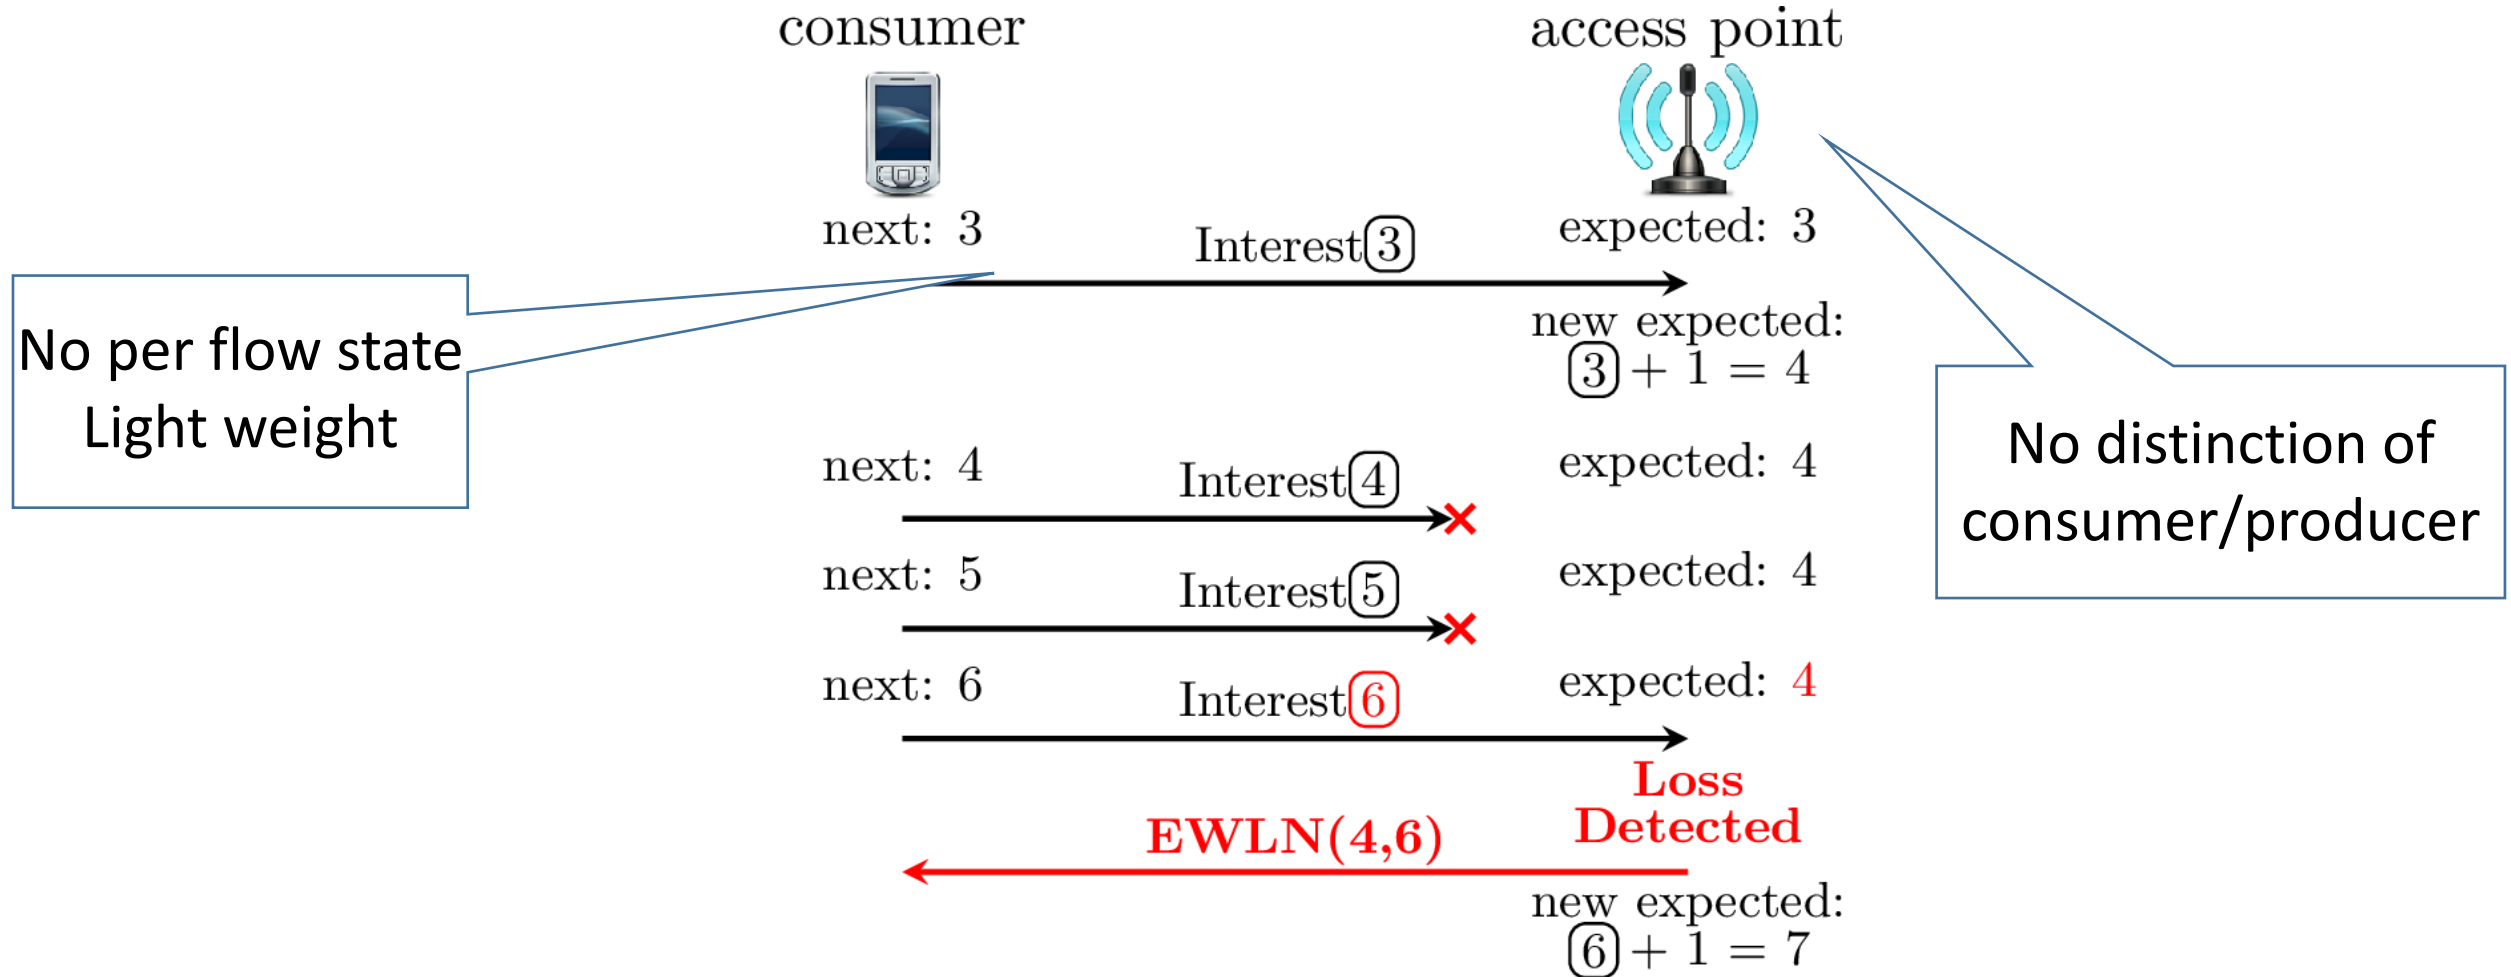 consumer
access point
next: 3
Interest 3
expected: 3
No per flow state
Light weight
new expected:
3 + 1 = 4
No distinction of
consumer/producer
next: 4
Interest 4
expected: 4
next: 5
Interest 5
expected: 4
next: 6
Interest 6
expected: 4
Loss
Detected
EWLN(4,6)
new expected:
6 + 1 = 7